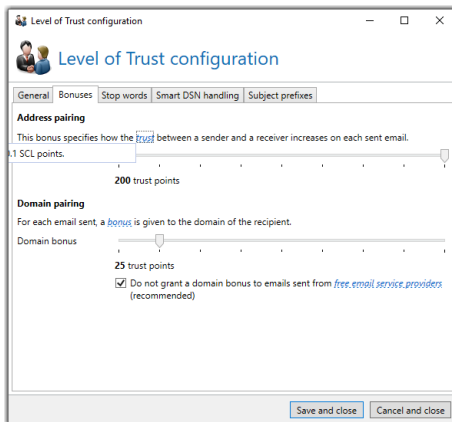 Level of Trust configuration
Level of Trust configuration
General Bonuses Stop words Smart DSN handling Subject prefixes
Address pairing
This bonus specifies how the trust between a sender and a receiver increases on each sent email.
.1 SCL points.
200 trust points
Domain pairing
For each email sent, a bonus is given to the domain of the recipient.
Domain bonus
25 trust points
Do not grant a domain bonus to emails sent from free email service providers
(recommended)
Save and close Cancel and close